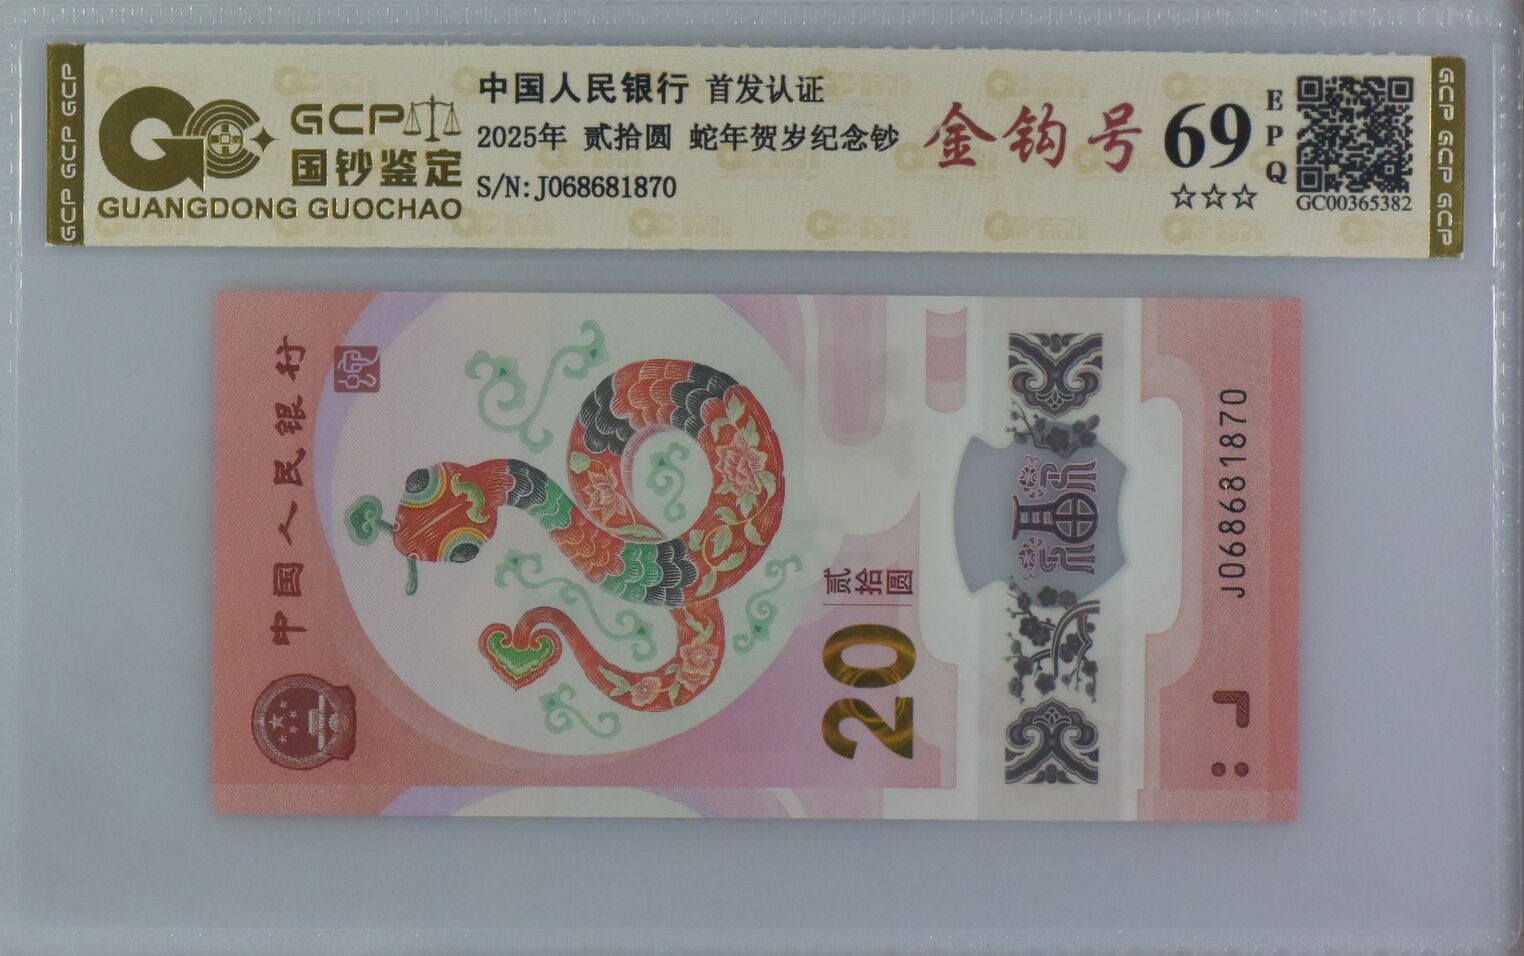 GCP GCP GCP
GCP
国钞鉴定
GUANGDONG GUOCHAO
中国人民银行 首发认证
2025年 贰拾圆 蛇年贺岁纪念钞
S/N:J068681870
金钩号
69
EPQ
☆☆☆
GC00365382
GCP GCP GCP
中国人民银行
贰拾圆
20
J068681870